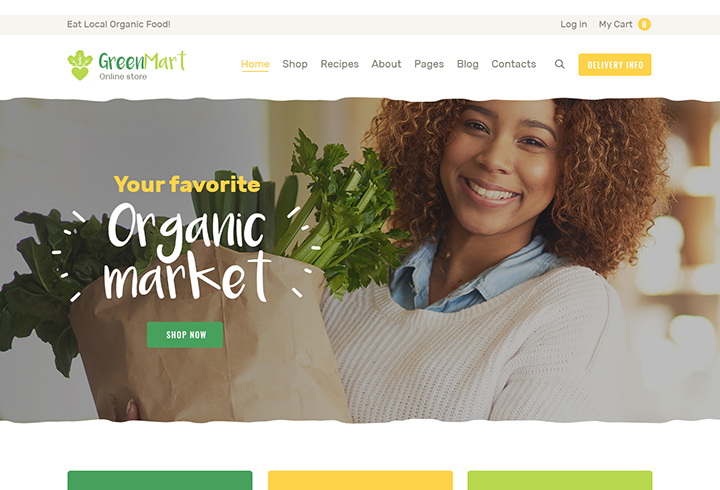 Eat Local Organic Food!
Log in My Cart 0
GreenMart
Online store
Home Shop Recipes About Pages Blog Contacts DELIVERY INFO
Your favorite
Organic
market
SHOP NOW